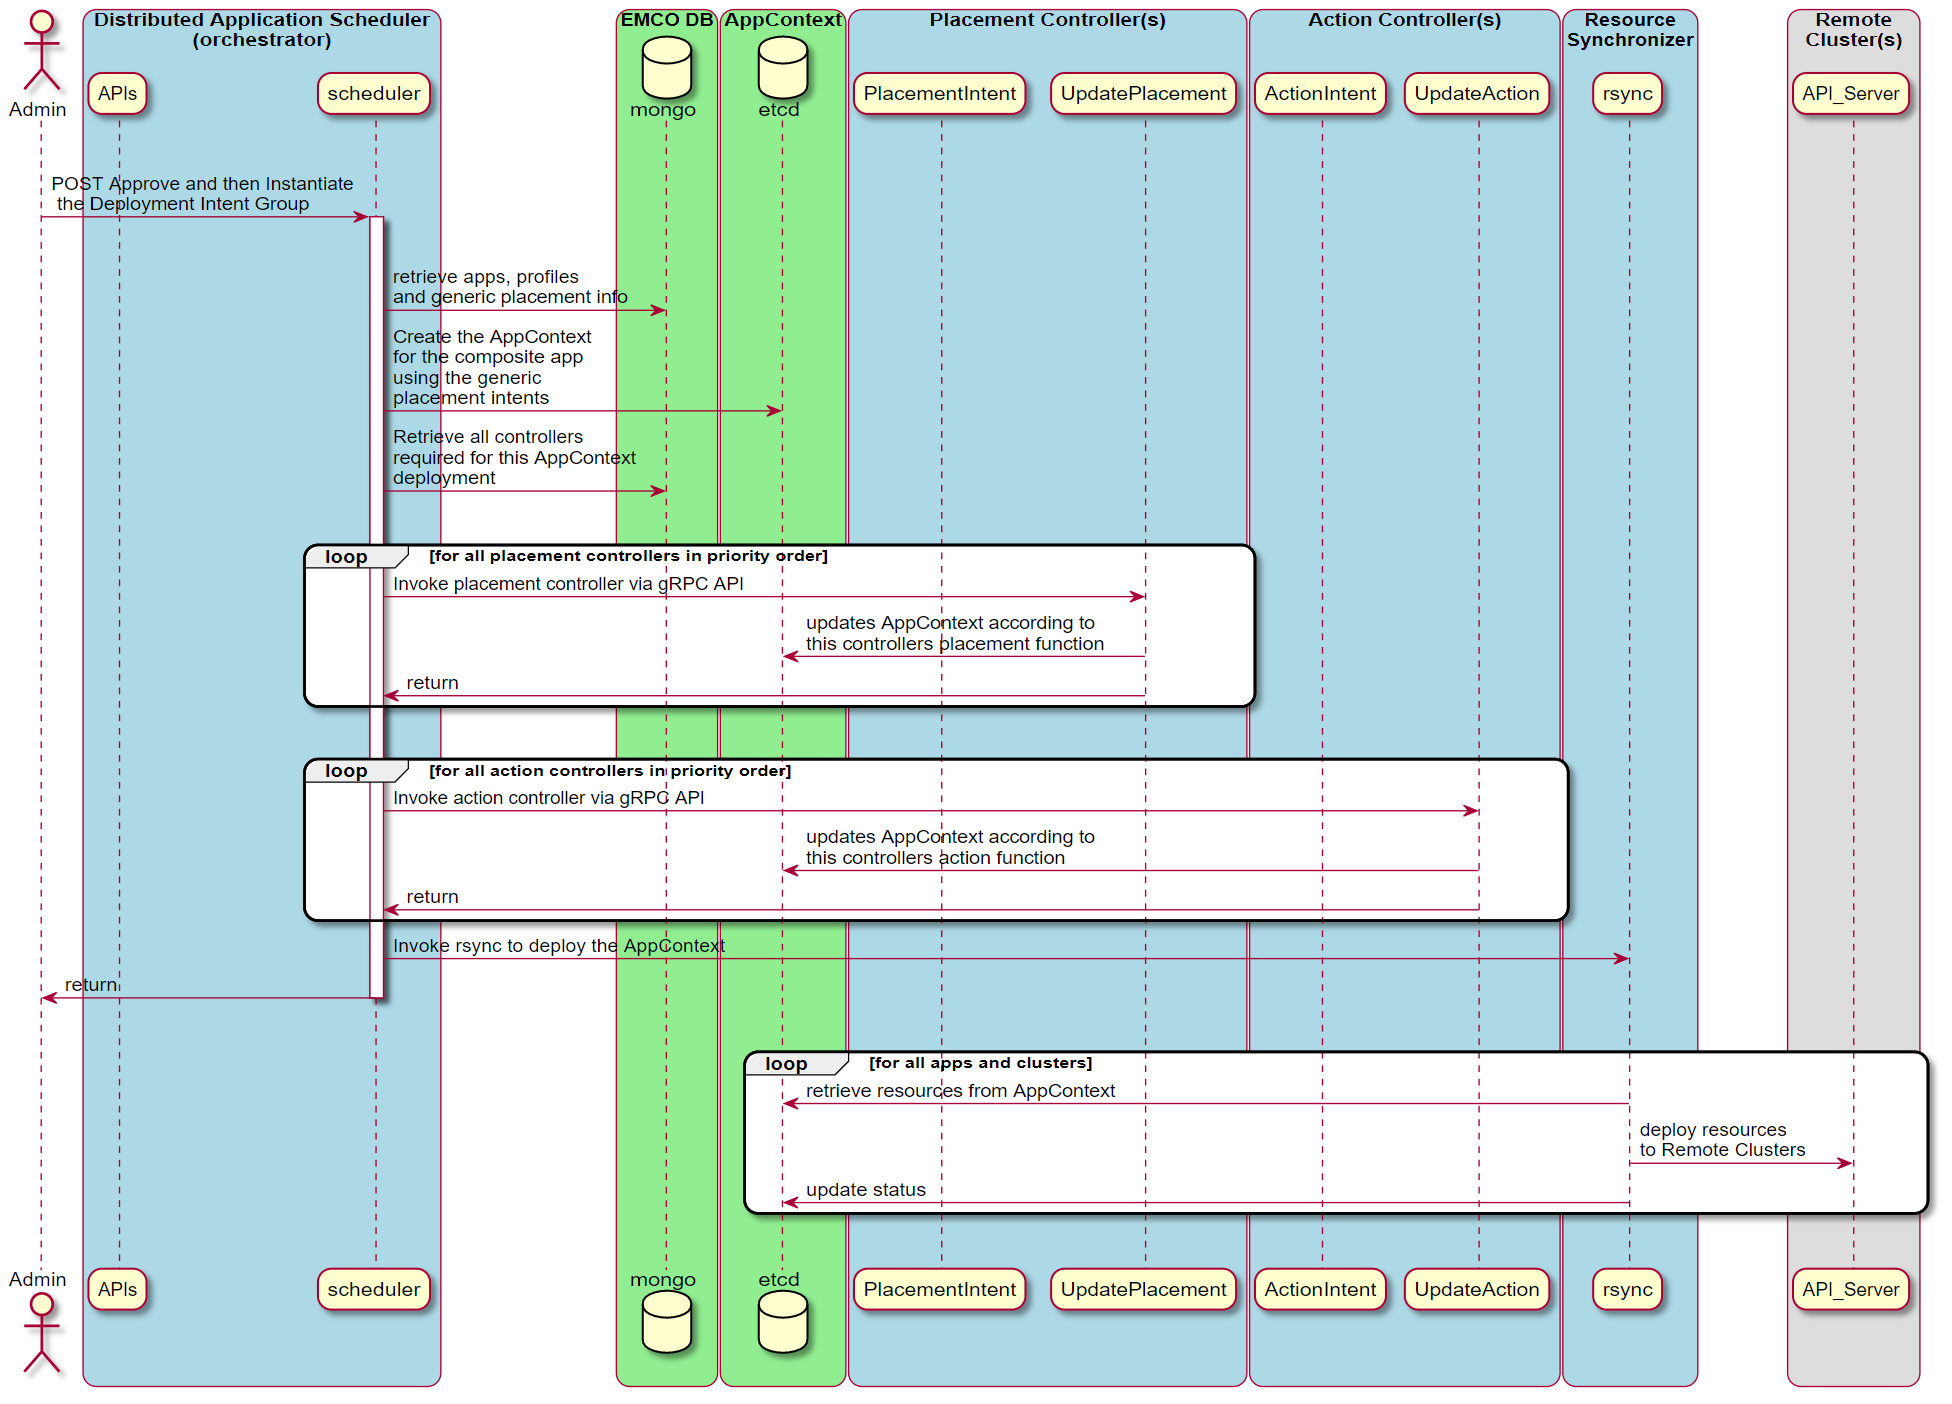 Distributed Application Scheduler
(orchestrator)
EMCO DB
AppContext
Placement Controller(s)
Action Controller(s)
Resource
Synchronizer
Remote
Cluster(s)
Admin
APIs
scheduler
mongo
etcd
PlacementIntent
UpdatePlacement
ActionIntent
UpdateAction
rsync
API_Server
POST Approve and then Instantiate
the Deployment Intent Group
retrieve apps, profiles
and generic placement info
Create the AppContext
for the composite app
using the generic
placement intents
Retrieve all controllers
required for this AppContext
deployment
loop
[for all placement controllers in priority order]
Invoke placement controller via gRPC API
updates AppContext according to
this controllers placement function
return
loop
[for all action controllers in priority order]
Invoke action controller via gRPC API
updates AppContext according to
this controllers action function
return
Invoke rsync to deploy the AppContext
return
loop
[for all apps and clusters]
retrieve resources from AppContext
deploy resources
to Remote Clusters
update status
Admin
APIs
scheduler
mongo
etcd
PlacementIntent
UpdatePlacement
ActionIntent
UpdateAction
rsync
API_Server